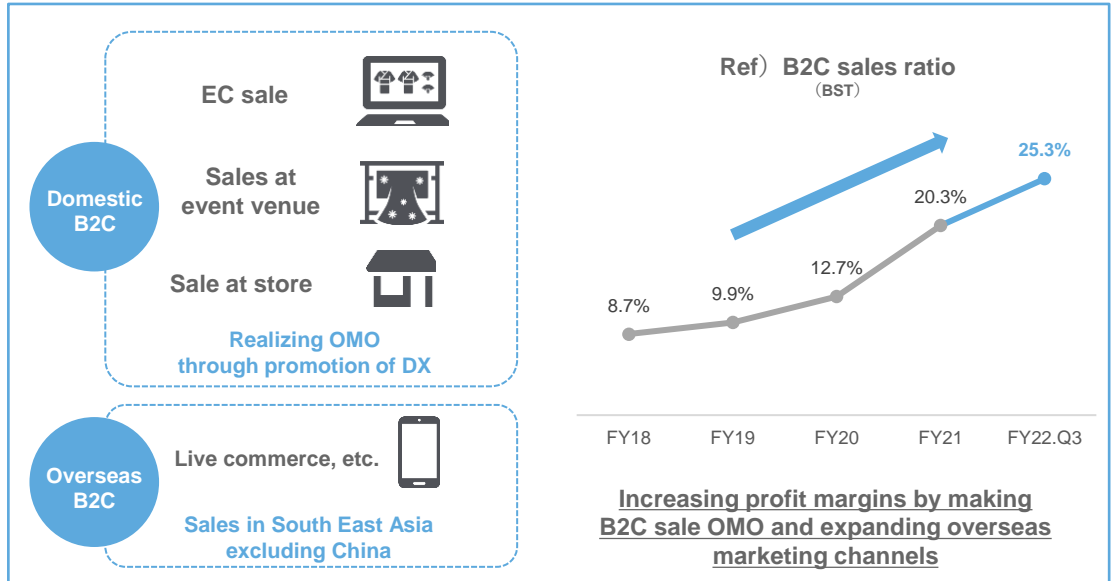 Domestic
B2C
EC sale
Sales at
event venue
Sale at store
Realizing OMO
through promotion of DX
Overseas
B2C
Live commerce, etc.
Sales in South East Asia
excluding China
Ref）B2C sales ratio
（BST）
8.7%
9.9%
12.7%
20.3%
25.3%
FY18
FY19
FY20
FY21
FY22.Q3
Increasing profit margins by making
B2C sale OMO and expanding overseas
marketing channels